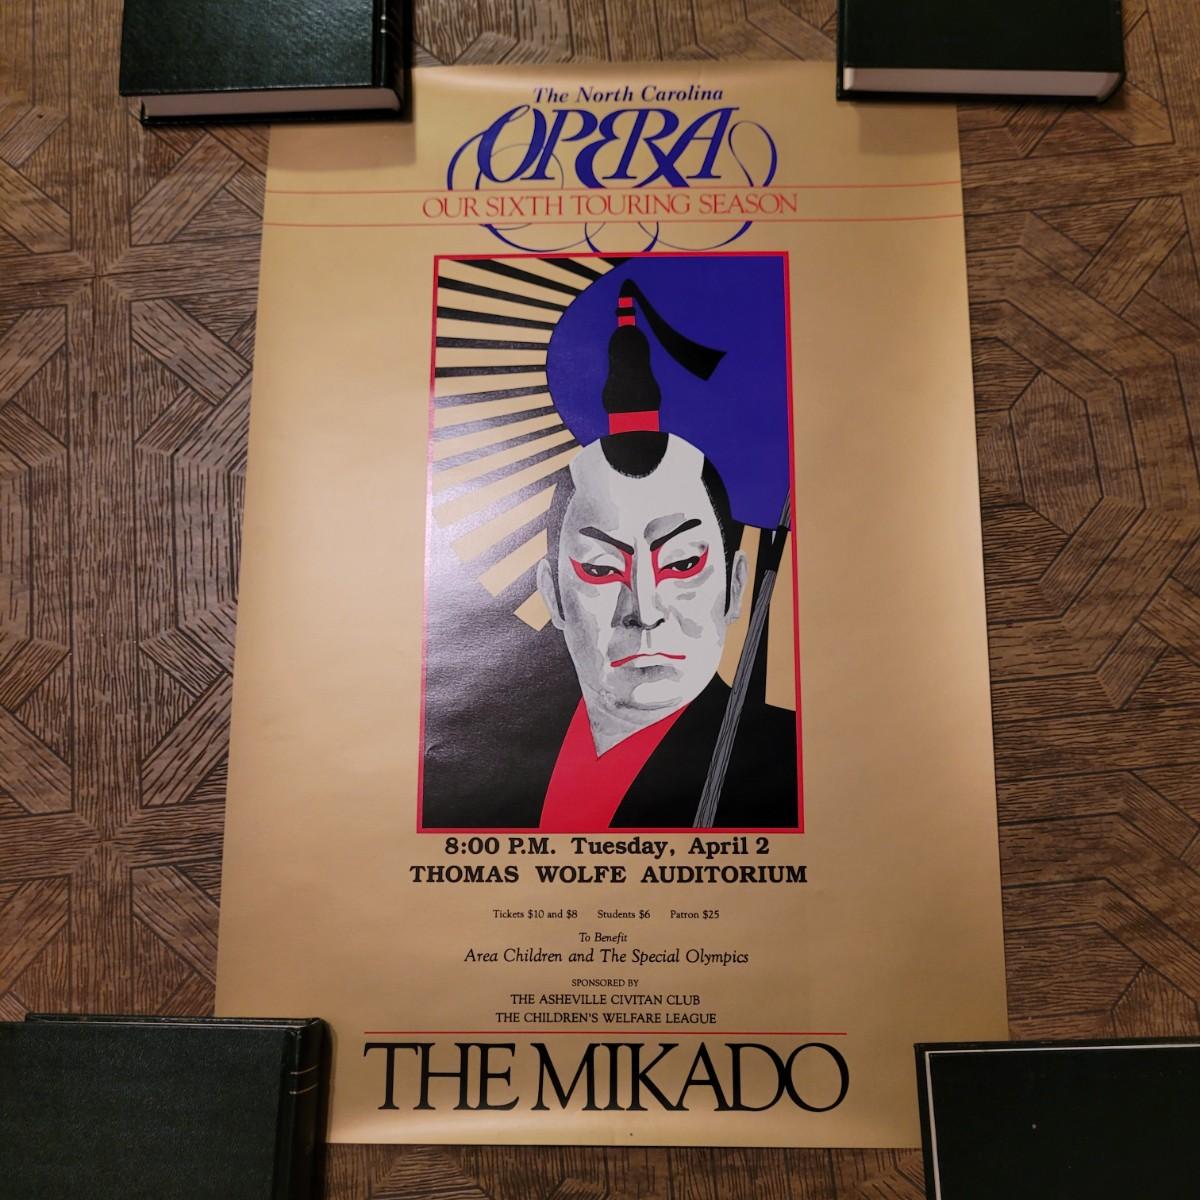 The North Carolina
OPERA
OUR SIXTH TOURING SEASON
8:00 P.M. Tuesday, April 2
THOMAS WOLFE AUDITORIUM
Tickets $10 and $8 Students $6 Patron $25
To Benefit
Area Children and The Special Olympics
SPONSORED BY
THE ASHEVILLE CIVITAN CLUB
THE CHILDREN'S WELFARE LEAGUE
THE MIKADO